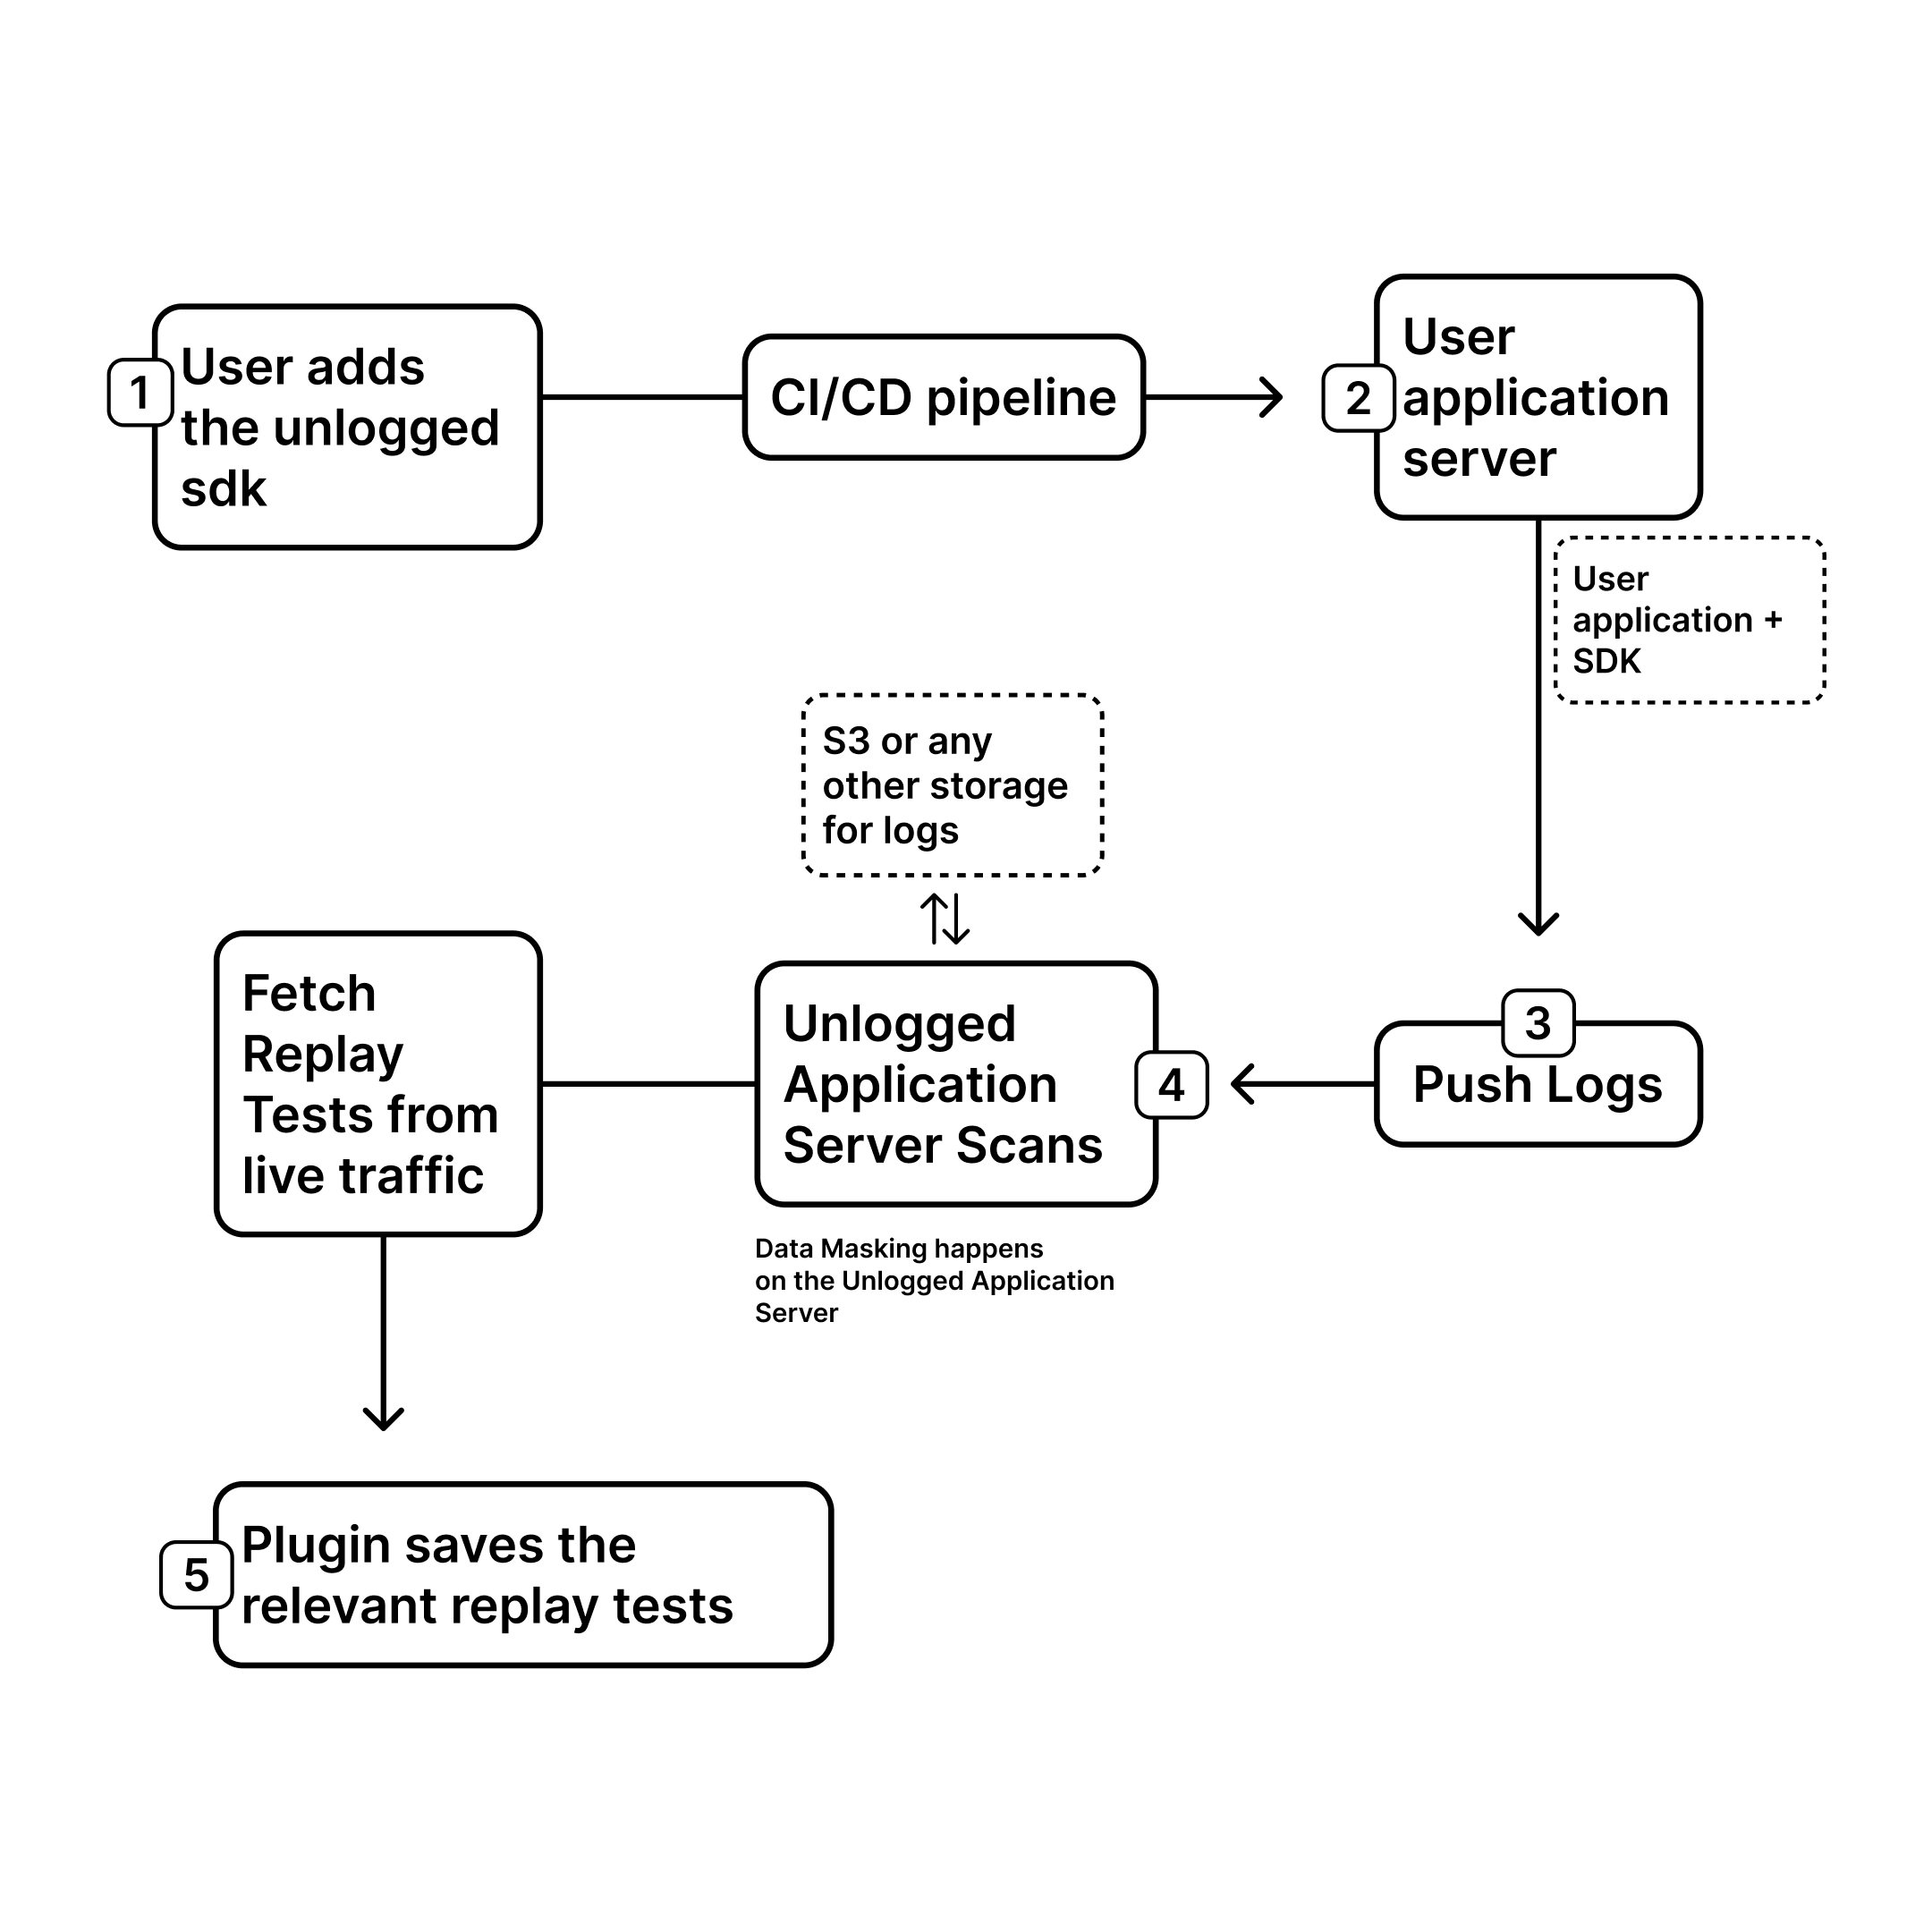 1
User adds
the unlogged
sdk
CI/CD pipeline
2
User
application
server
User
application +
SDK
S3 or any
other storage
for logs
3
Push Logs
4
Unlogged
Application
Server Scans
Data Masking happens
on the Unlogged Application
Server
Fetch
Replay
Tests from
live traffic
5
Plugin saves the
relevant replay tests